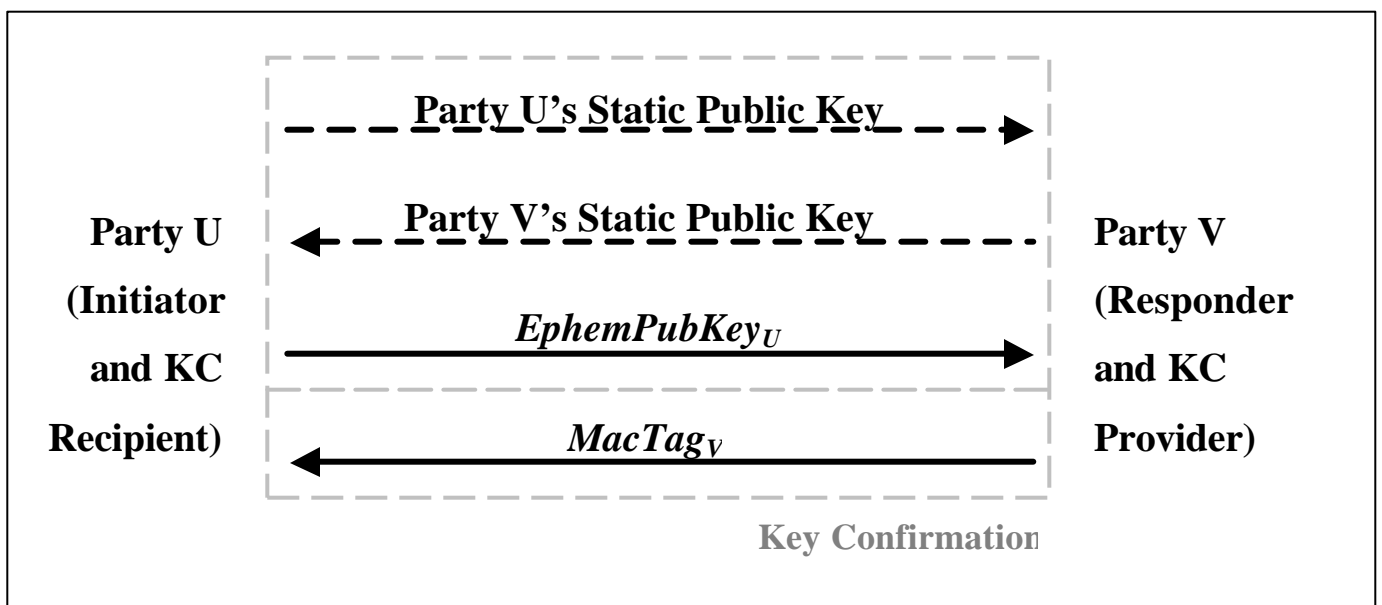 Party U's Static Public Key
Party V's Static Public Key
Party U
(Initiator
and KC
Recipient)
EphemPubKeyU
MacTagV
Party V
(Responder
and KC
Provider)
Key Confirmation